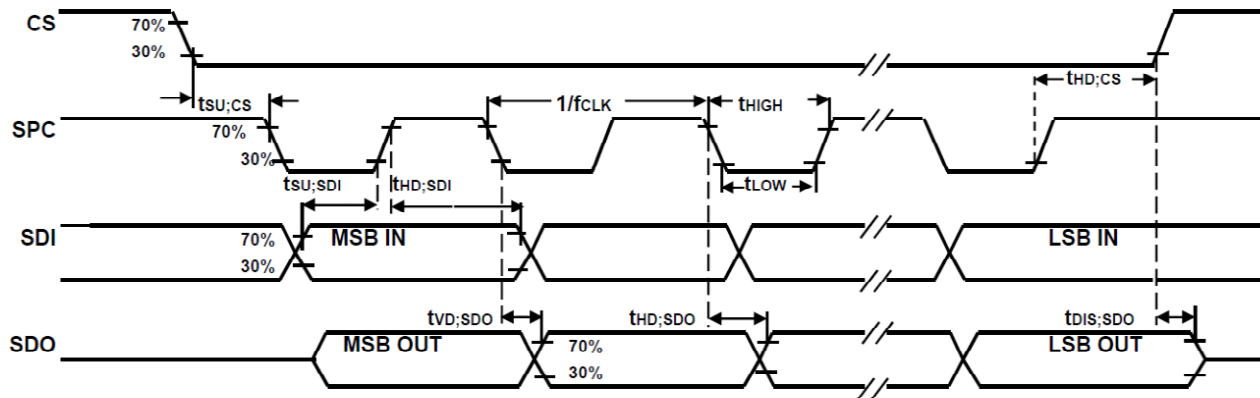 CS
70%
30%
tSU;CS
1/fCLK
tHIGH
tHD;CS
SPC
70%
30%
tSU;SDI
tHD;SDI
tLOW
SDI
70%
30%
MSB IN
LSB IN
tVD;SDO
tHD;SDO
tDIS;SDO
SDO
MSB OUT
70%
30%
LSB OUT